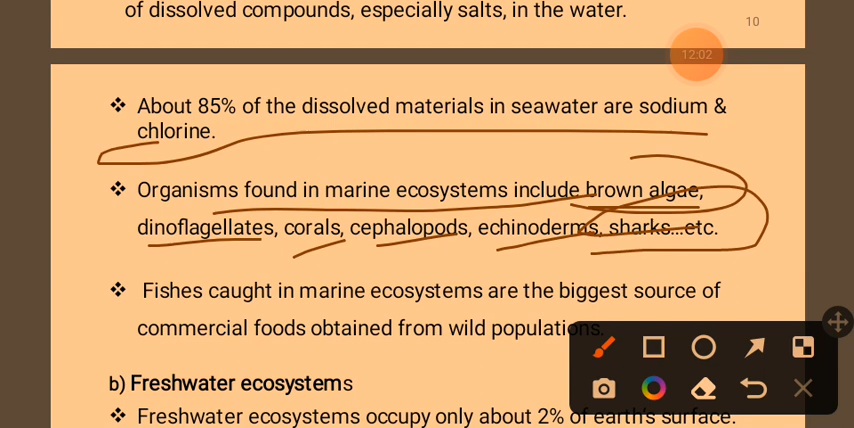 of dissolved compounds, especially salts, in the water.
10
12:02
❖ About 85% of the dissolved materials in seawater are sodium &
chlorine.
❖ Organisms found in marine ecosystems include brown algae,
dinoflagellates, corals, cephalopods, echinoderms, sharks...etc.
❖ Fishes caught in marine ecosystems are the biggest source of
commercial foods obtained from wild populations.
b) Freshwater ecosystems
❖ Freshwater ecosystems occupy only about 2% of earth's surface.